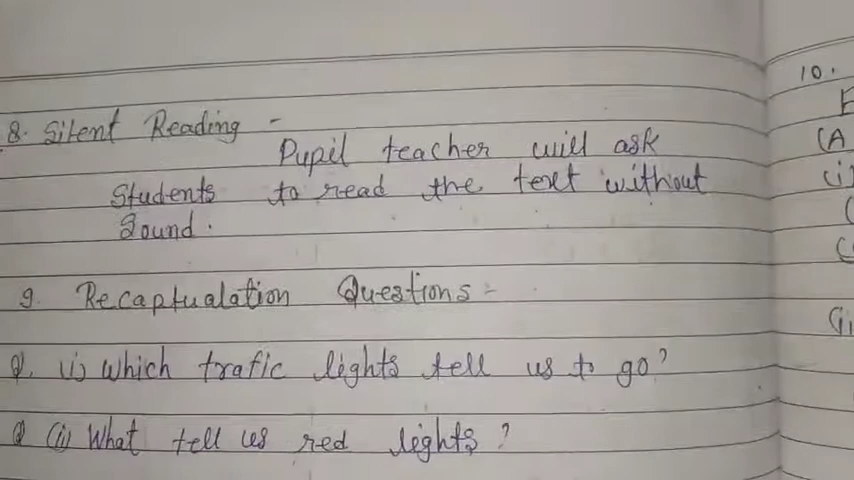 8. Silent Reading -
Pupil teacher will ask
Students to read the text without
Sound.
9. Recaptualation Questions =
Q. (i) Which trafic lights tell us to go?
Q (ii) What tell us red lights?
10.
(A
(i)
(ii